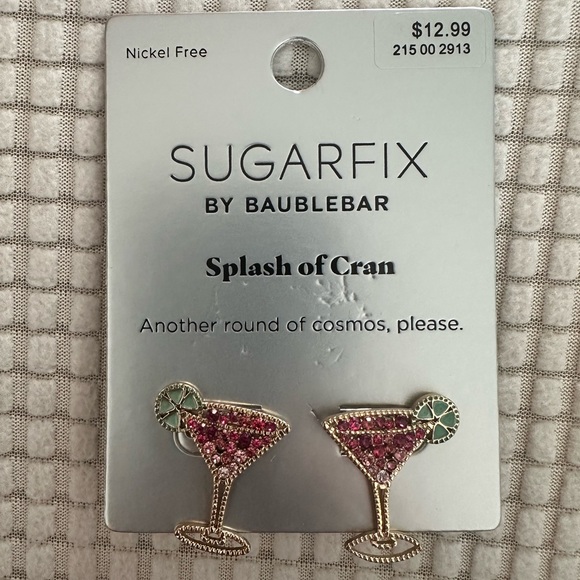 Nickel Free
$12.99
215 00 2913
SUGARFIX
BY BAUBLEBAR
Splash of Cran
Another round of cosmos, please.